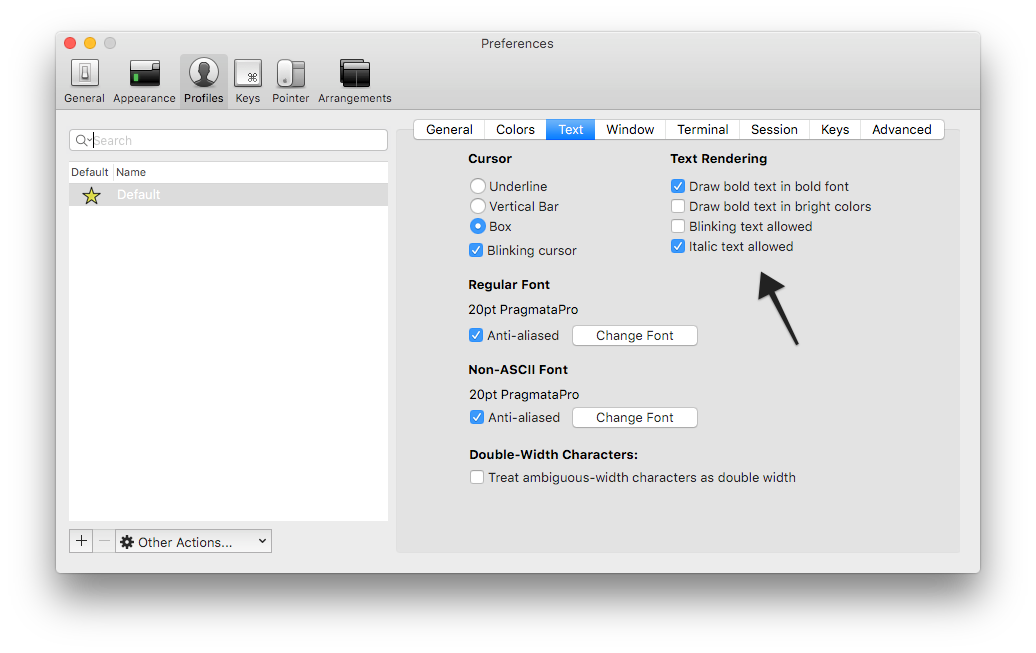 Preferences
General Appearance Profiles Keys Pointer Arrangements
Search
Default Name
Default
Other Actions...
General Colors Text Window Terminal Session Keys Advanced
Cursor
Underline
Vertical Bar
Box
Blinking cursor
Text Rendering
Draw bold text in bold font
Draw bold text in bright colors
Blinking text allowed
Italic text allowed
Regular Font
20pt PragmataPro
Anti-aliased Change Font
Non-ASCII Font
20pt PragmataPro
Anti-aliased Change Font
Double-Width Characters:
Treat ambiguous-width characters as double width